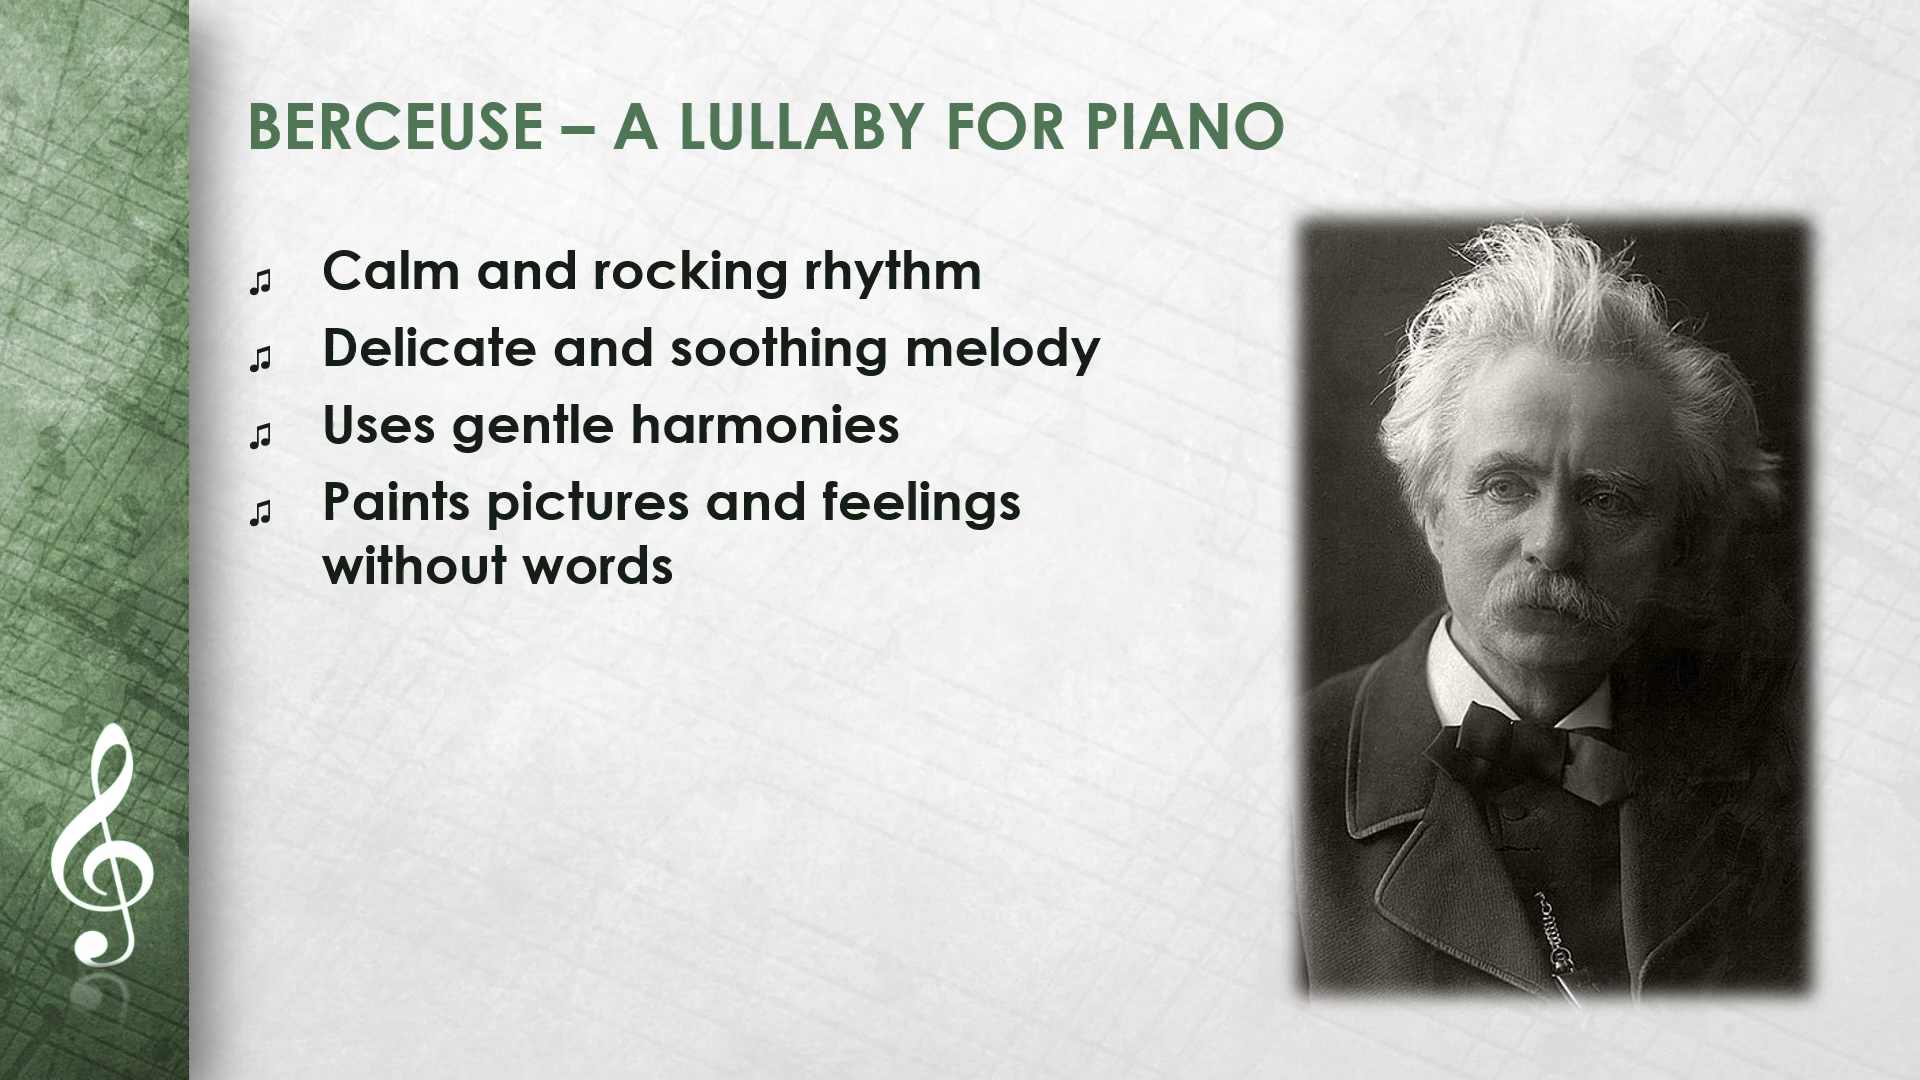 BERCEUSE – A LULLABY FOR PIANO
♫ Calm and rocking rhythm
♫ Delicate and soothing melody
♫ Uses gentle harmonies
♫ Paints pictures and feelings
without words